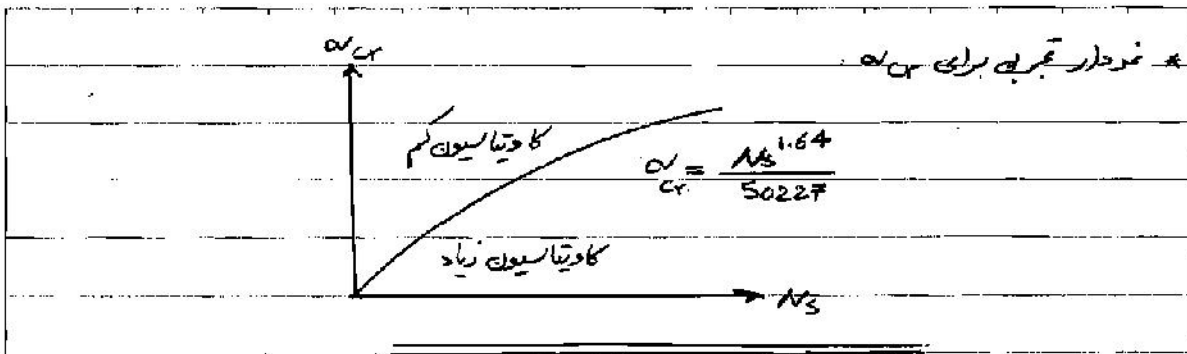 * نمودار تجربی برای σcr
σcr
کاویتاسیون کم
σcr = Ns^1.64 / 50227
کاویتاسیون زیاد
Ns